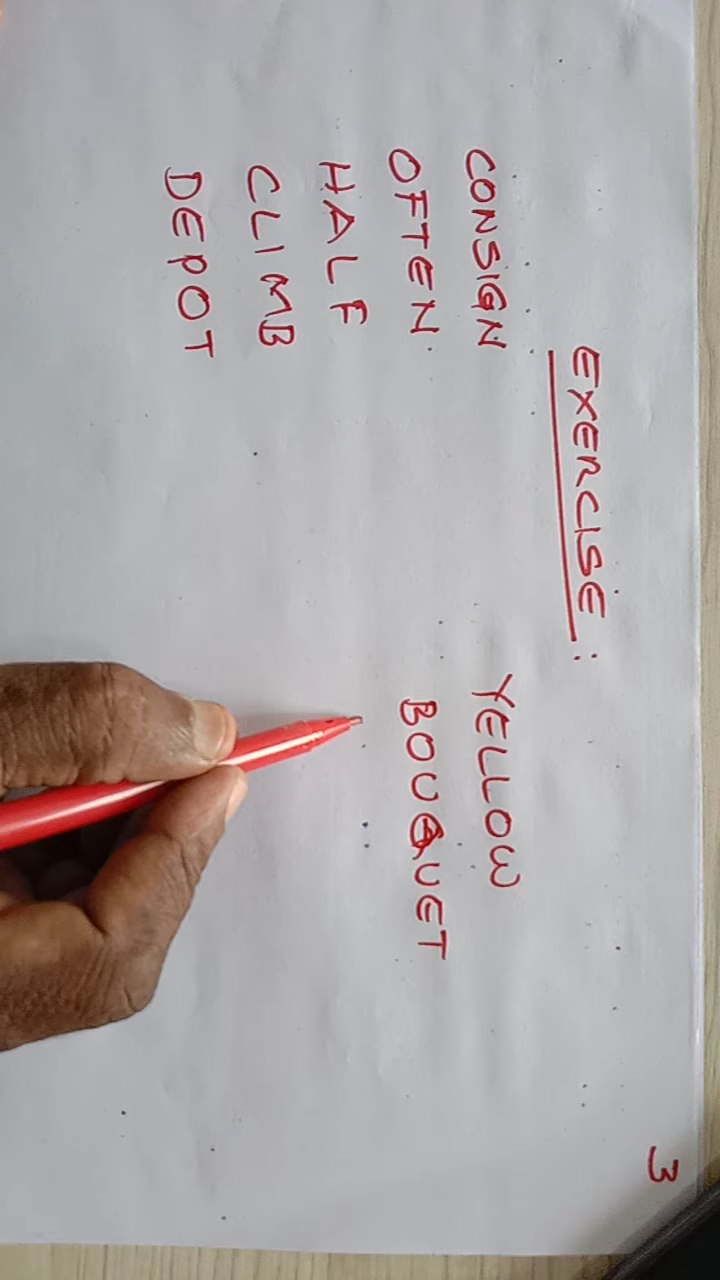 3
EXERCISE:
CONSIGN
OFTEN
HALF
CLIMB
DEPOT
YELLOW
BOUQUET